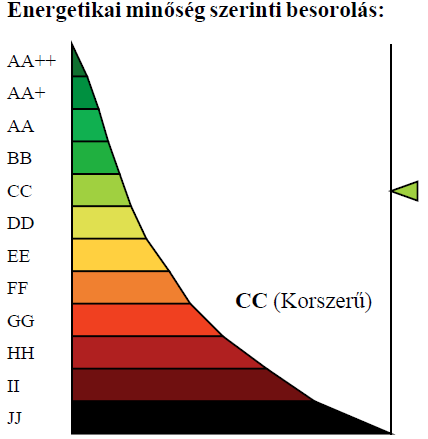 Energetikai minőség szerinti besorolás:
AA++
AA+
AA
BB
CC
DD
EE
FF
CC (Korszerű)
GG
HH
II
JJ